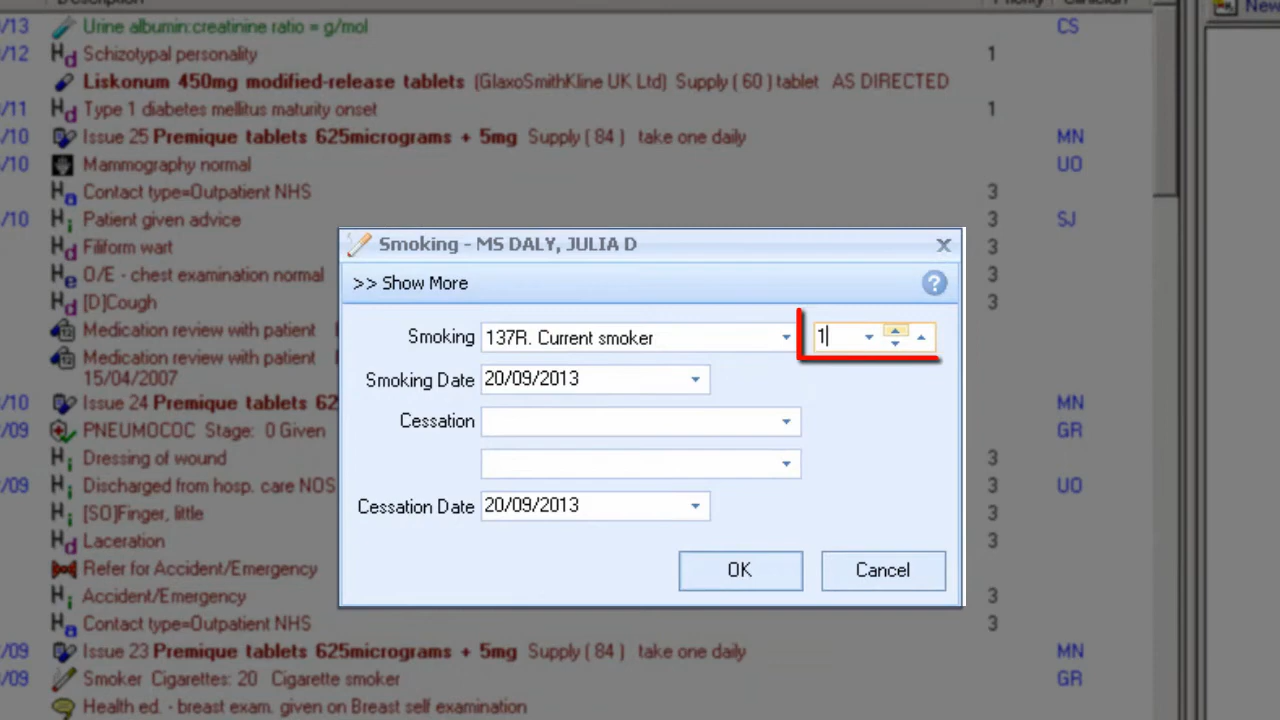 Description Priority Clinician
New
/13 Urine albumin:creatinine ratio = g/mol CS
/12 Schizotypal personality 1
Liskonum 450mg modified-release tablets (GlaxoSmithKline UK Ltd) Supply ( 60 ) tablet AS DIRECTED
/11 Type 1 diabetes mellitus maturity onset 1
/10 Issue 25 Premique tablets 625micrograms + 5mg Supply ( 84 ) take one daily MN
/10 Mammography normal UO
Contact type=Outpatient NHS 3
/10 Patient given advice 3 SJ
Filiform wart 3
O/E - chest examination normal 3
[D]Cough 3
Medication review with patient
Medication review with patient
15/04/2007
/10 Issue 24 Premique tablets 62 MN
/09 PNEUMOCOC Stage: 0 Given GR
Dressing of wound 3
/09 Discharged from hosp. care NOS 3 UO
[SO]Finger, little 3
Laceration 3
Refer for Accident/Emergency
Accident/Emergency 3
Contact type=Outpatient NHS 3
/09 Issue 23 Premique tablets 625micrograms + 5mg Supply ( 84 ) take one daily MN
/09 Smoker Cigarettes: 20 Cigarette smoker GR
Health ed. - breast exam. given on Breast self examination
Smoking - MS DALY, JULIA D
>> Show More
Smoking 137R. Current smoker 1
Smoking Date 20/09/2013
Cessation
Cessation Date 20/09/2013
OK Cancel